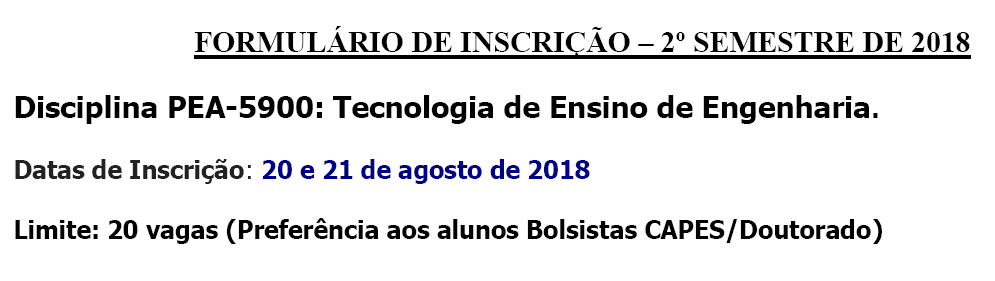 FORMULÁRIO DE INSCRIÇÃO – 2º SEMESTRE DE 2018
Disciplina PEA-5900: Tecnologia de Ensino de Engenharia.
Datas de Inscrição: 20 e 21 de agosto de 2018
Limite: 20 vagas (Preferência aos alunos Bolsistas CAPES/Doutorado)